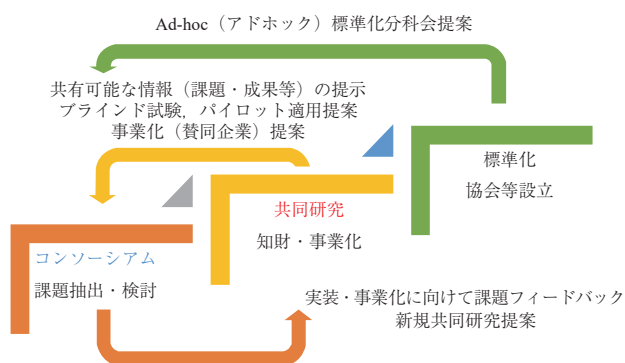 Ad-hoc（アドホック）標準化分科会提案
共有可能な情報（課題・成果等）の提示
ブラインド試験，パイロット適用提案
事業化（賛同企業）提案
標準化
協会等設立
共同研究
知財・事業化
コンソーシアム
課題抽出・検討
実装・事業化に向けて課題フィードバック
新規共同研究提案